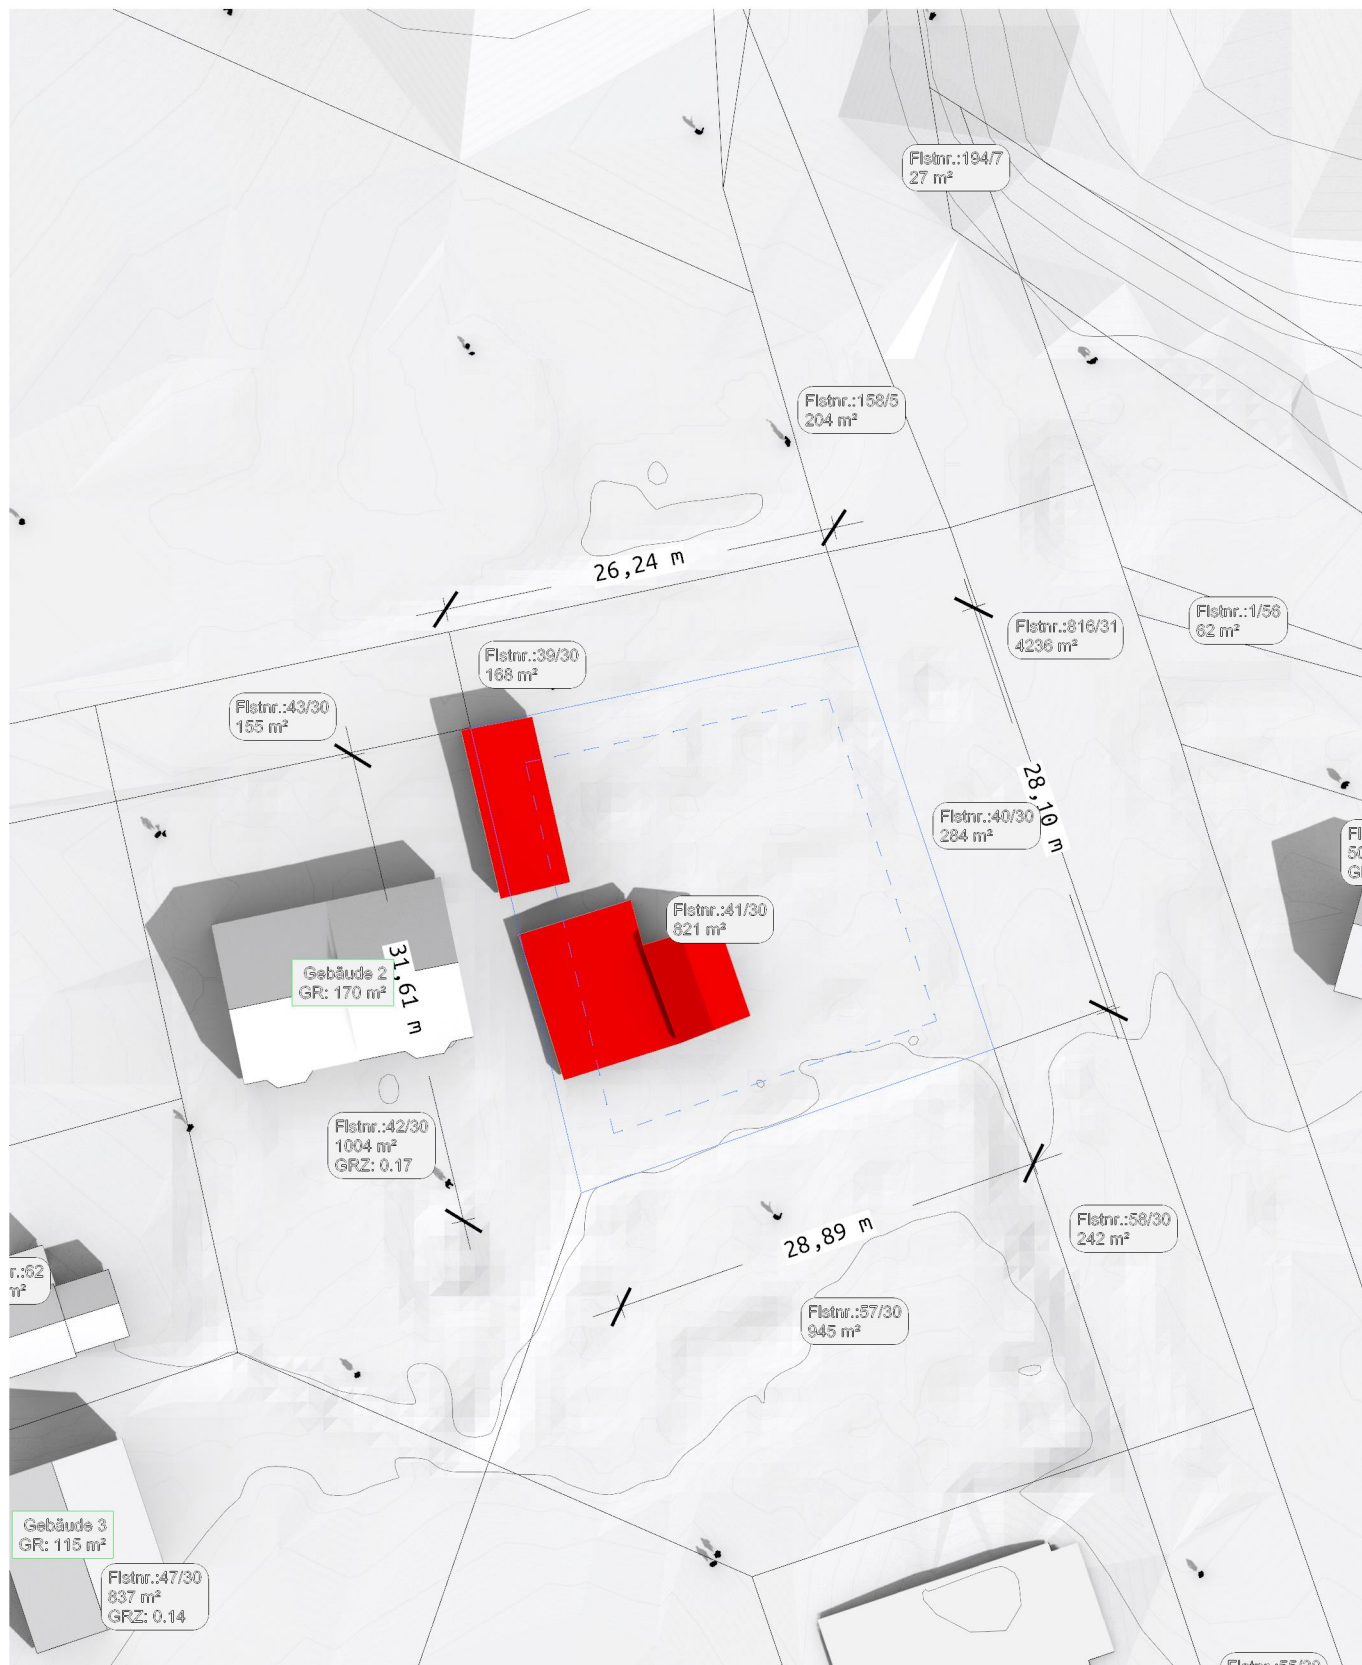 Flstnr.:194/7
27 m²
Flstnr.:158/5
204 m²
26,24 m
Flstnr.:1/56
62 m²
Flstnr.:816/31
4236 m²
Flstnr.:39/30
168 m²
Flstnr.:43/30
155 m²
28,10 m
Flstnr.:40/30
284 m²
Fl
50
G
Flstnr.:41/30
821 m²
Gebäude 2
GR: 170 m²
31,61 m
Flstnr.:42/30
1004 m²
GRZ: 0.17
28,89 m
Flstnr.:58/30
242 m²
r.:62
m²
Flstnr.:57/30
945 m²
Gebäude 3
GR: 115 m²
Flstnr.:47/30
837 m²
GRZ: 0.14